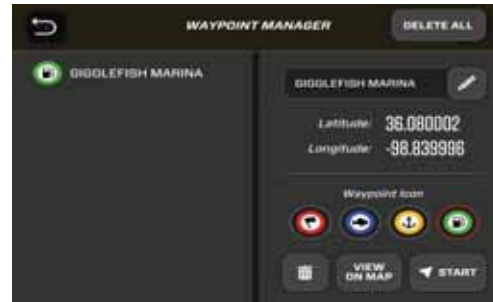 WAYPOINT MANAGER
DELETE ALL
GIGGLEFISH MARINA
GIGGLEFISH MARINA
Latitude: 36.080002
Longitude: -98.839996
Waypoint Icon
VIEW
ON MAP
START